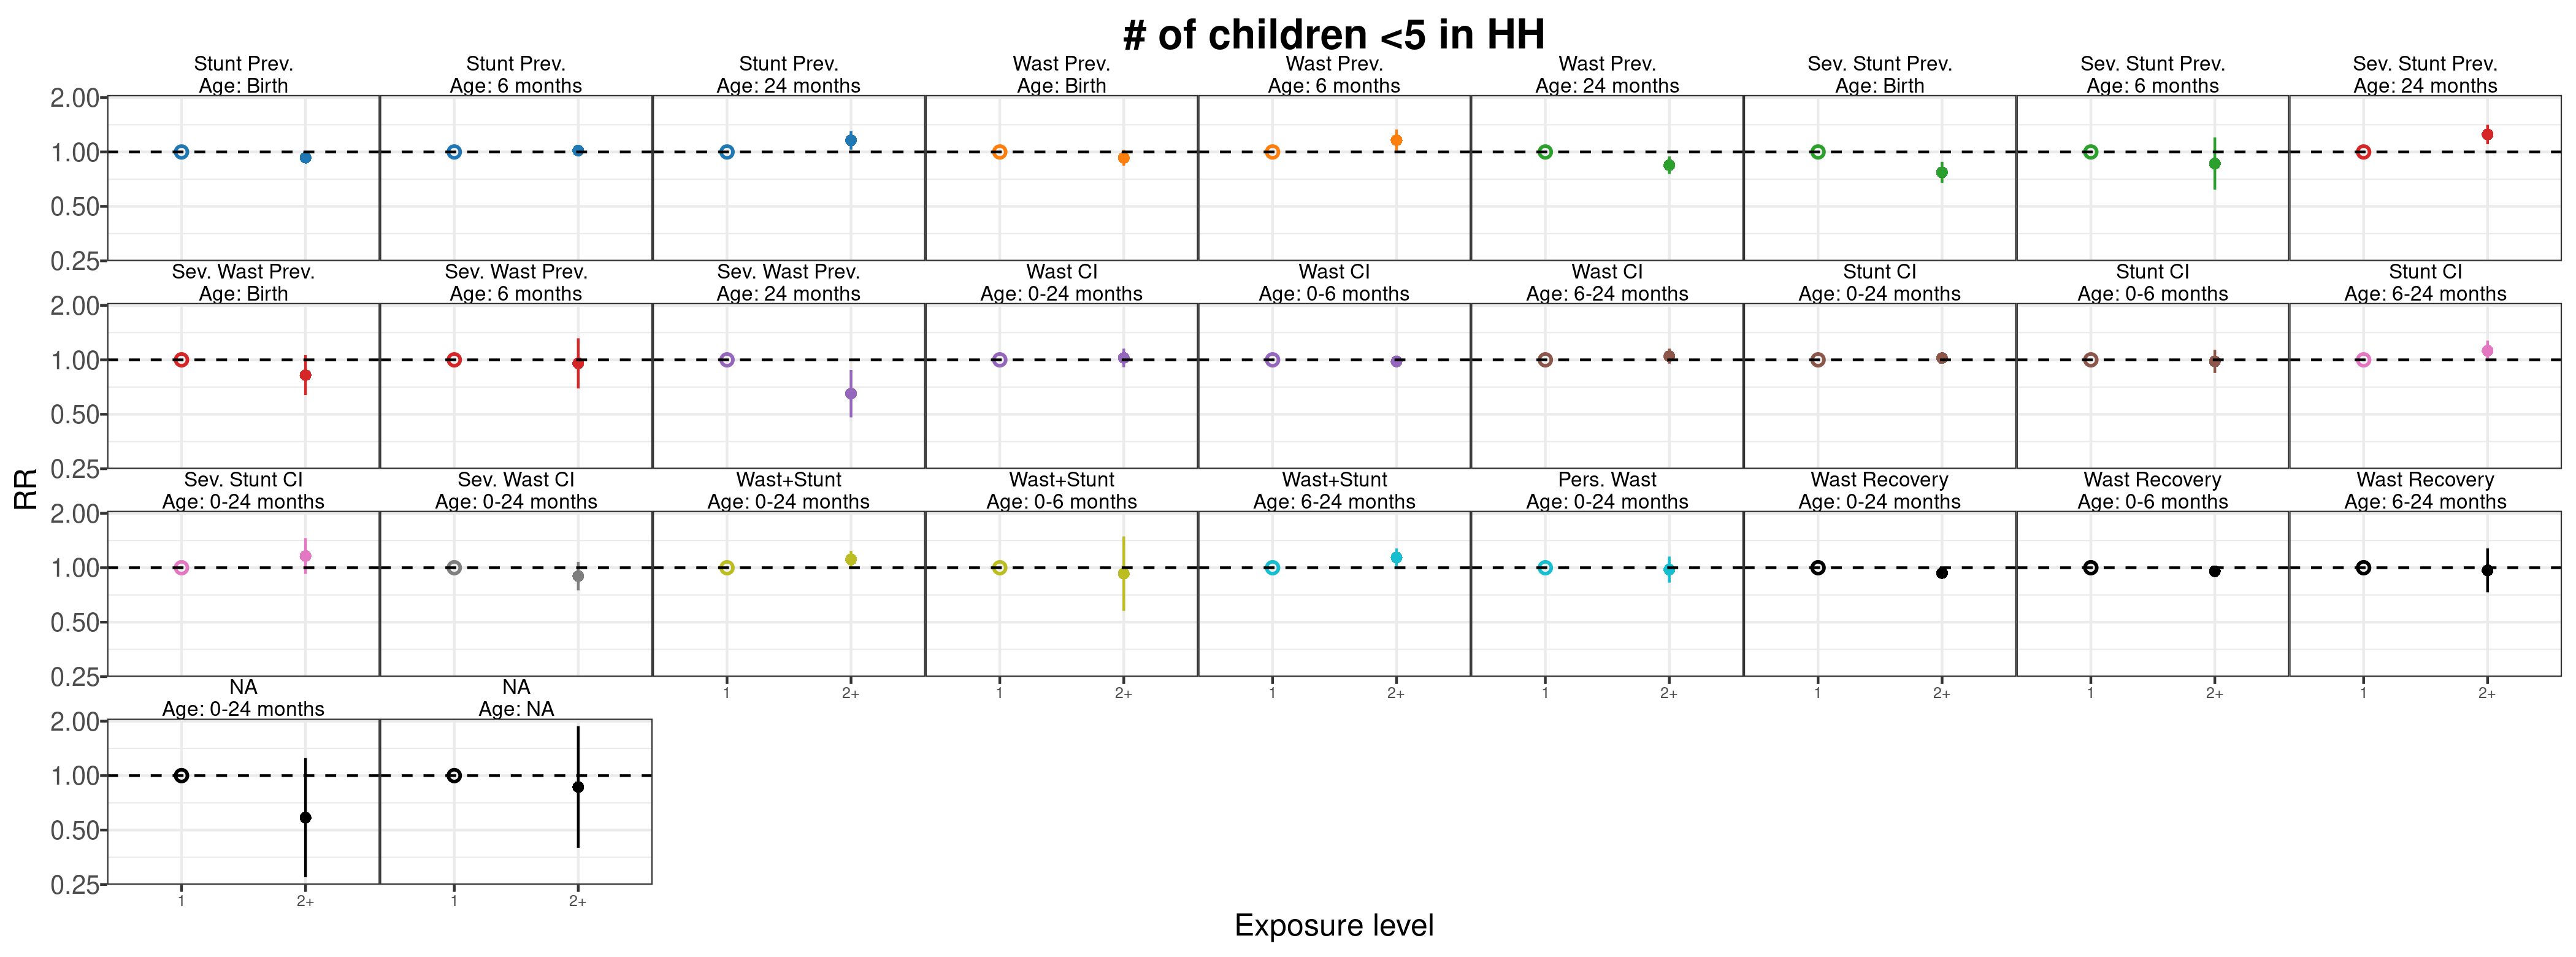 # of children <5 in HH
Stunt Prev.
Age: Birth
Stunt Prev.
Age: 6 months
Stunt Prev.
Age: 24 months
Wast Prev.
Age: Birth
Wast Prev.
Age: 6 months
Wast Prev.
Age: 24 months
Sev. Stunt Prev.
Age: Birth
Sev. Stunt Prev.
Age: 6 months
Sev. Stunt Prev.
Age: 24 months
2.00
1.00
0.50
0.25
Sev. Wast Prev.
Age: Birth
Sev. Wast Prev.
Age: 6 months
Sev. Wast Prev.
Age: 24 months
Wast CI
Age: 0-24 months
Wast CI
Age: 0-6 months
Wast CI
Age: 6-24 months
Stunt CI
Age: 0-24 months
Stunt CI
Age: 0-6 months
Stunt CI
Age: 6-24 months
2.00
1.00
0.50
0.25
RR
Sev. Stunt CI
Age: 0-24 months
Sev. Wast CI
Age: 0-24 months
Wast+Stunt
Age: 0-24 months
Wast+Stunt
Age: 0-6 months
Wast+Stunt
Age: 6-24 months
Pers. Wast
Age: 0-24 months
Wast Recovery
Age: 0-24 months
Wast Recovery
Age: 0-6 months
Wast Recovery
Age: 6-24 months
2.00
1.00
0.50
0.25
1 2+
1 2+
1 2+
1 2+
1 2+
1 2+
1 2+
NA
Age: 0-24 months
NA
Age: NA
2.00
1.00
0.50
0.25
1 2+
1 2+
Exposure level